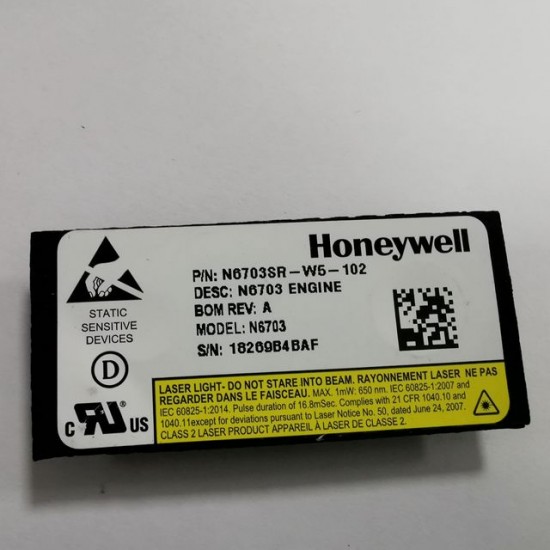 Honeywell
P/N: N6703SR-W5-102
DESC: N6703 ENGINE
BOM REV: A
MODEL: N6703
S/N: 18269B4BAF
STATIC
SENSITIVE
DEVICES
D
C RU US
LASER LIGHT- DO NOT STARE INTO BEAM. RAYONNEMENT LASER NE PAS
REGARDER DANS LE FAISCEAU. MAX. 1mW: 650 nm. IEC 60825-1:2007 and
IEC 60825-1:2014. Pulse duration of 16.8mSec. Complies with 21 CFR 1040.10 and
1040.11except for deviations pursuant to Laser Notice No. 50, dated June 24, 2007.
CLASS 2 LASER PRODUCT APPAREIL À LASER DE CLASSE 2.